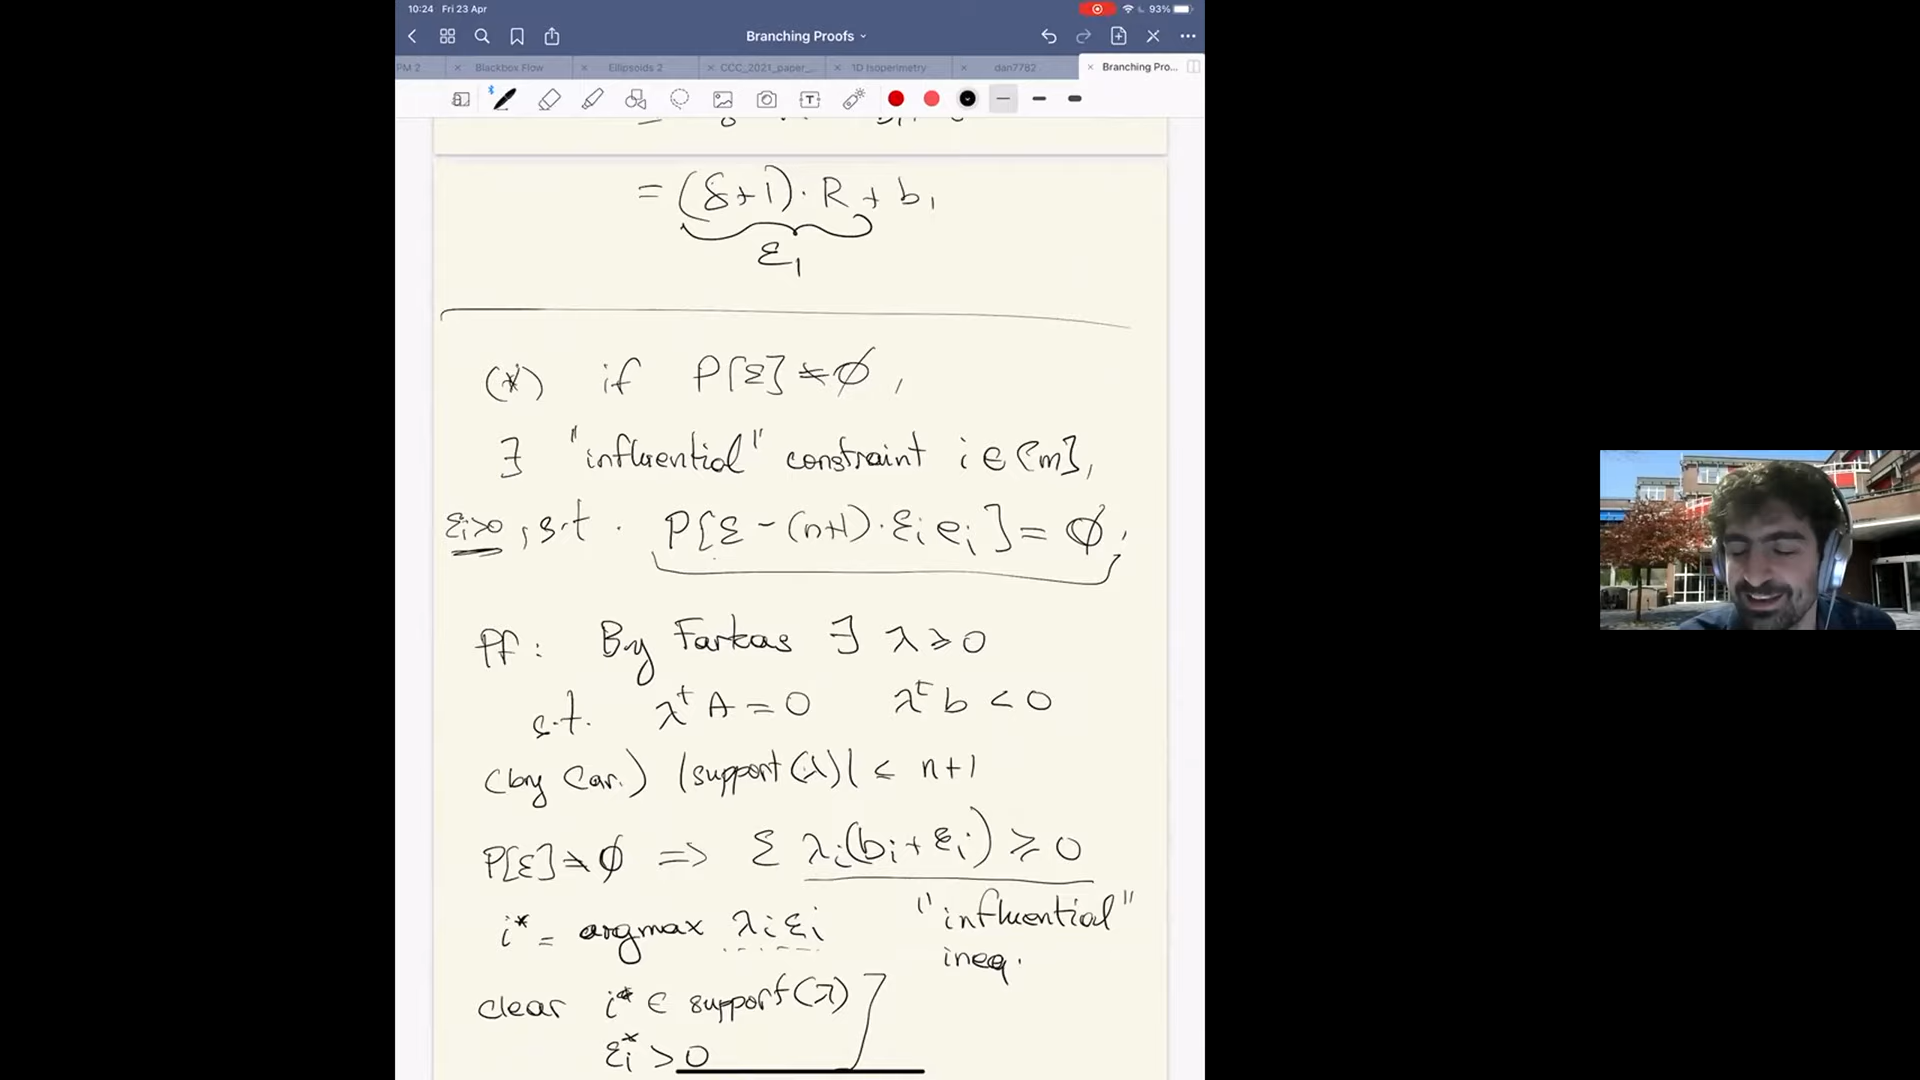 10:24 Fri 23 Apr
93%
Branching Proofs
PM 2
Blackbox Flow
Ellipsoids 2
CCC_2021_paper_...
1D Isoperimetry
dan7782
Branching Pro...
= (δ+1)·R + b₁
ε₁
(*) if P[ε] ≠ ∅,
∃ "influential" constraint i ∈ [m],
εᵢ>0, s.t. P[ε - (n+1)·εᵢeᵢ] = ∅,
Pf: By Farkas ∃ λ ≥ 0
s.t. λᵗA = 0 λᵗb < 0
(by Car.) |support(λ)| ≤ n+1
P[ε] ≠ ∅ => Σ λᵢ(bᵢ+εᵢ) ≥ 0
i* = argmax λᵢεᵢ
"influential"
ineq.
clear i* ∈ support(λ)
εᵢ* > 0